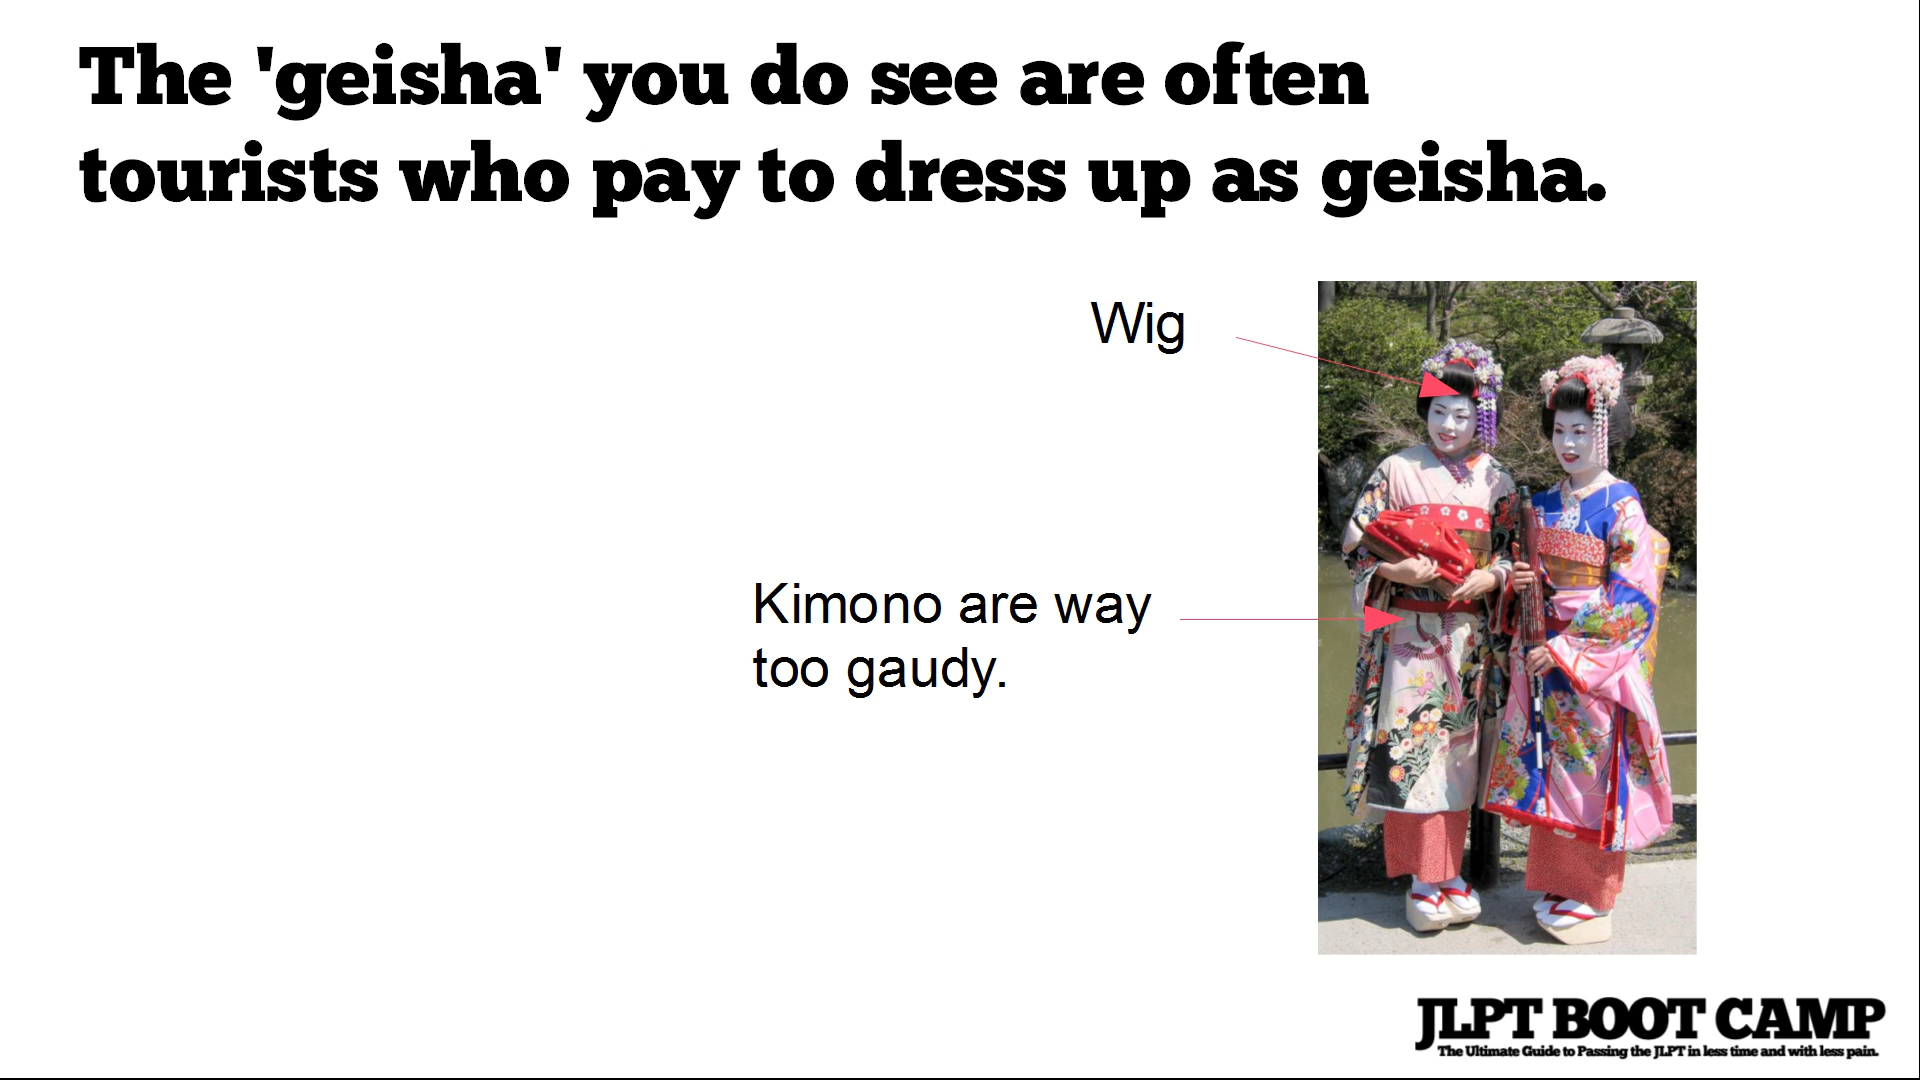 The 'geisha' you do see are often
tourists who pay to dress up as geisha.
Wig
Kimono are way
too gaudy.
JLPT BOOT CAMP
The Ultimate Guide to Passing the JLPT in less time and with less pain.